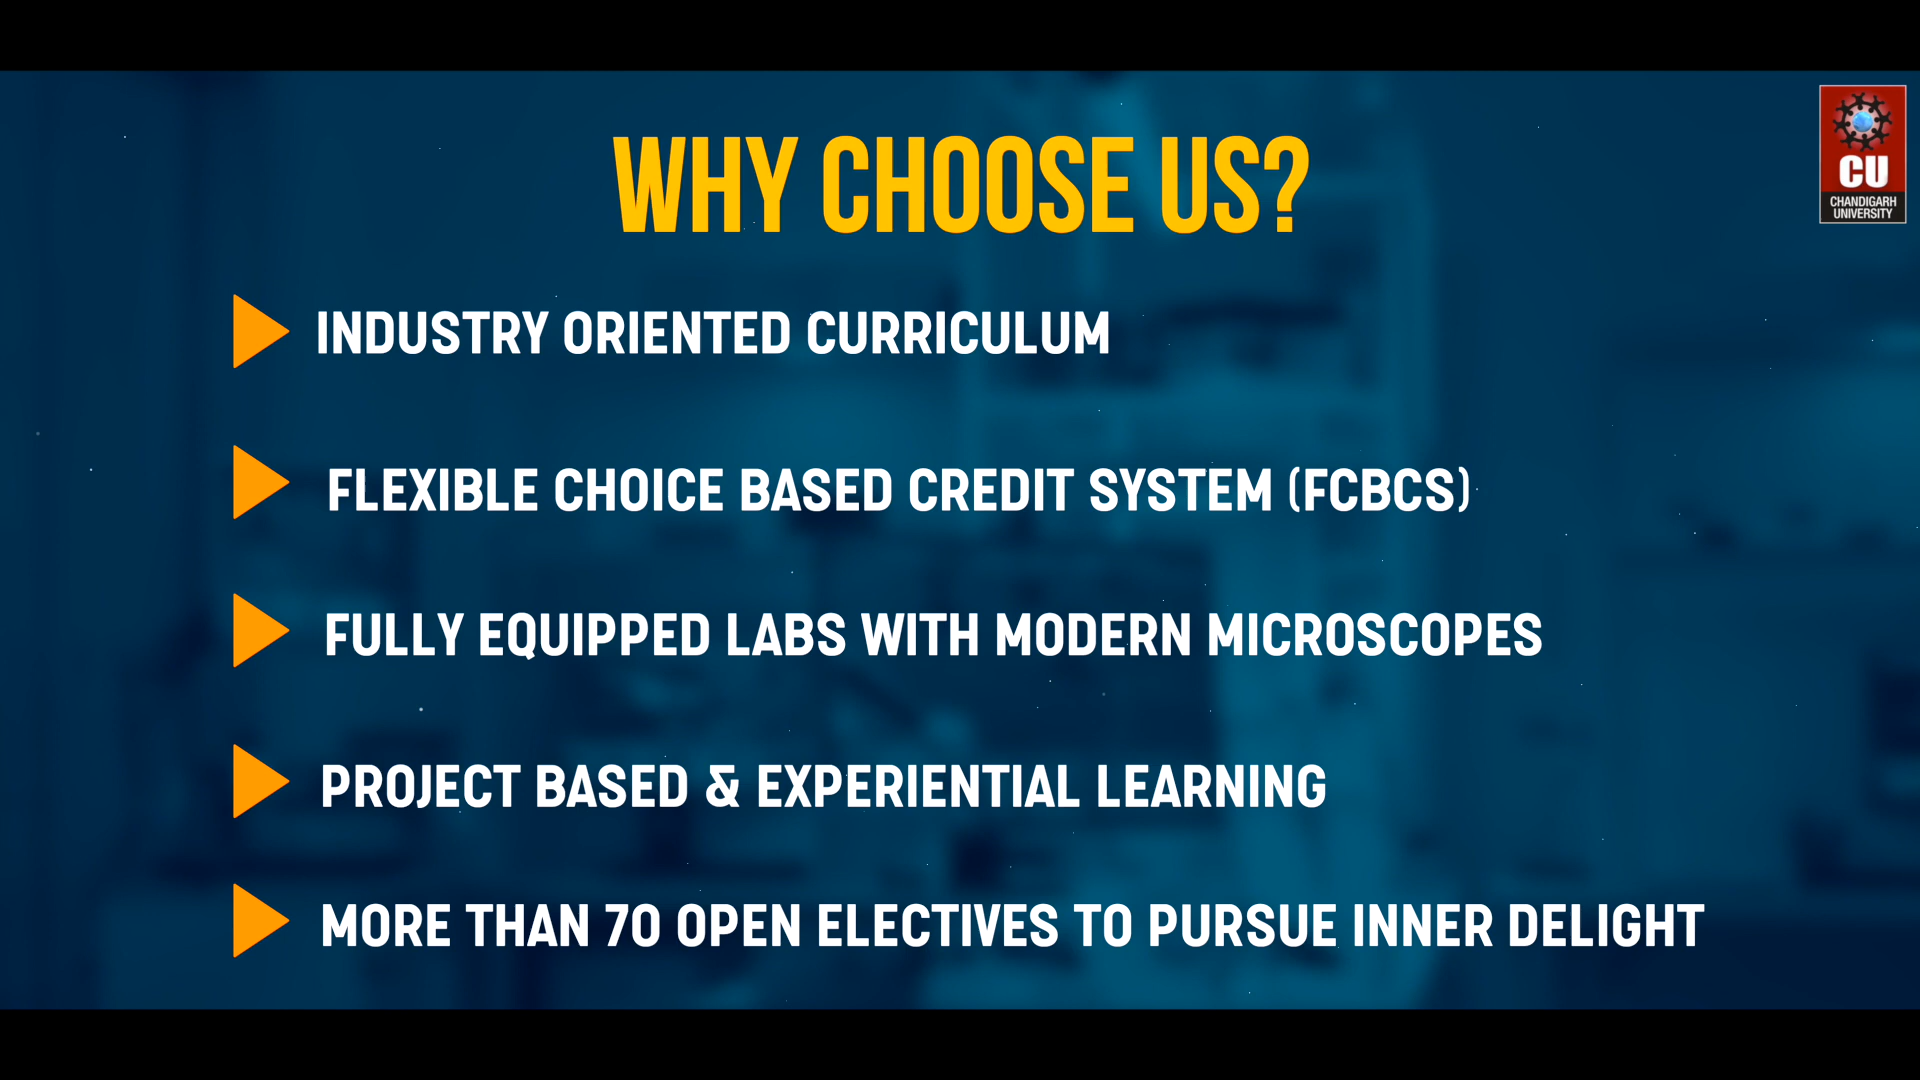 WHY CHOOSE US?
CU
CHANDIGARH
UNIVERSITY
INDUSTRY ORIENTED CURRICULUM
FLEXIBLE CHOICE BASED CREDIT SYSTEM (FCBCS)
FULLY EQUIPPED LABS WITH MODERN MICROSCOPES
PROJECT BASED & EXPERIENTIAL LEARNING
MORE THAN 70 OPEN ELECTIVES TO PURSUE INNER DELIGHT